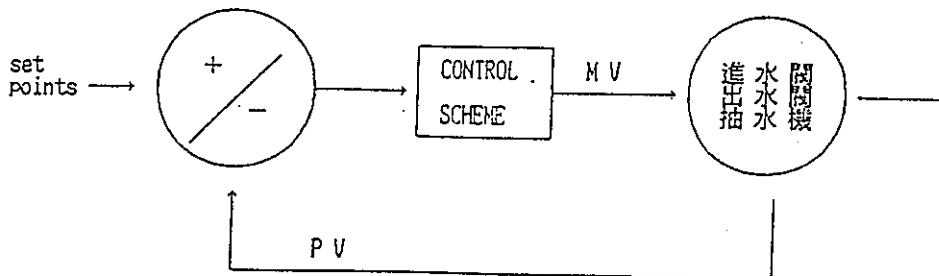 set
points
+
-
CONTROL
SCHEME
M V
進水閥
出水閥
抽水機
P V